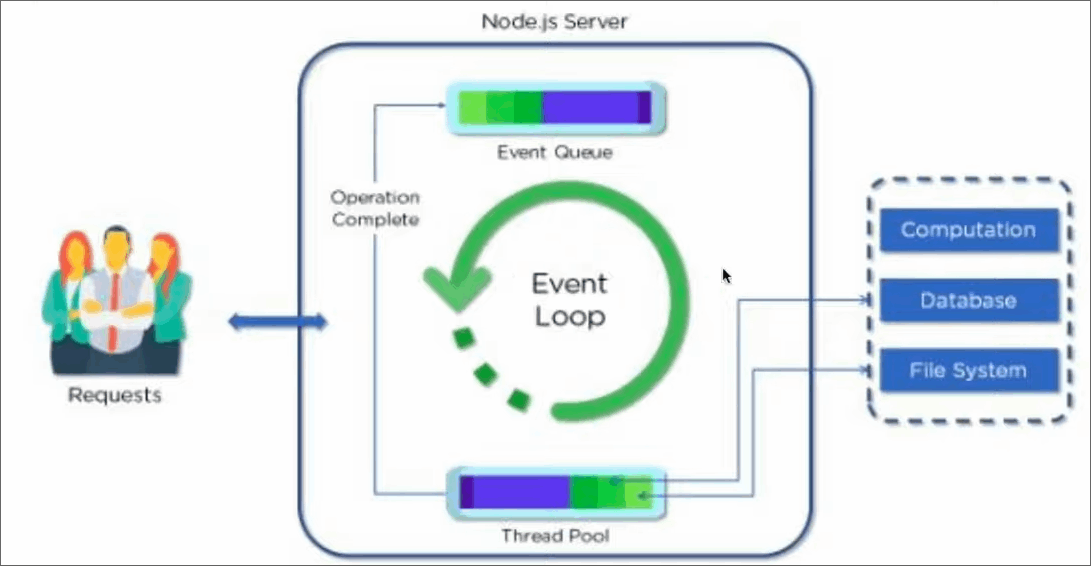 Node.js Server
Event Queue
Operation
Complete
Event
Loop
Requests
Computation
Database
File System
Thread Pool